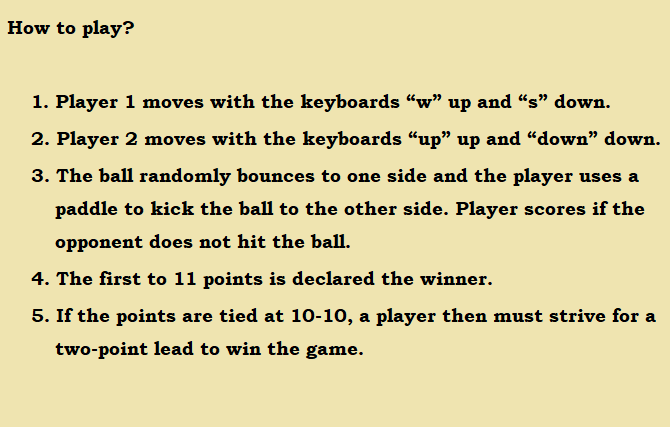 How to play?
1. Player 1 moves with the keyboards “w” up and “s” down.
2. Player 2 moves with the keyboards “up” up and “down” down.
3. The ball randomly bounces to one side and the player uses a
paddle to kick the ball to the other side. Player scores if the
opponent does not hit the ball.
4. The first to 11 points is declared the winner.
5. If the points are tied at 10-10, a player then must strive for a
two-point lead to win the game.